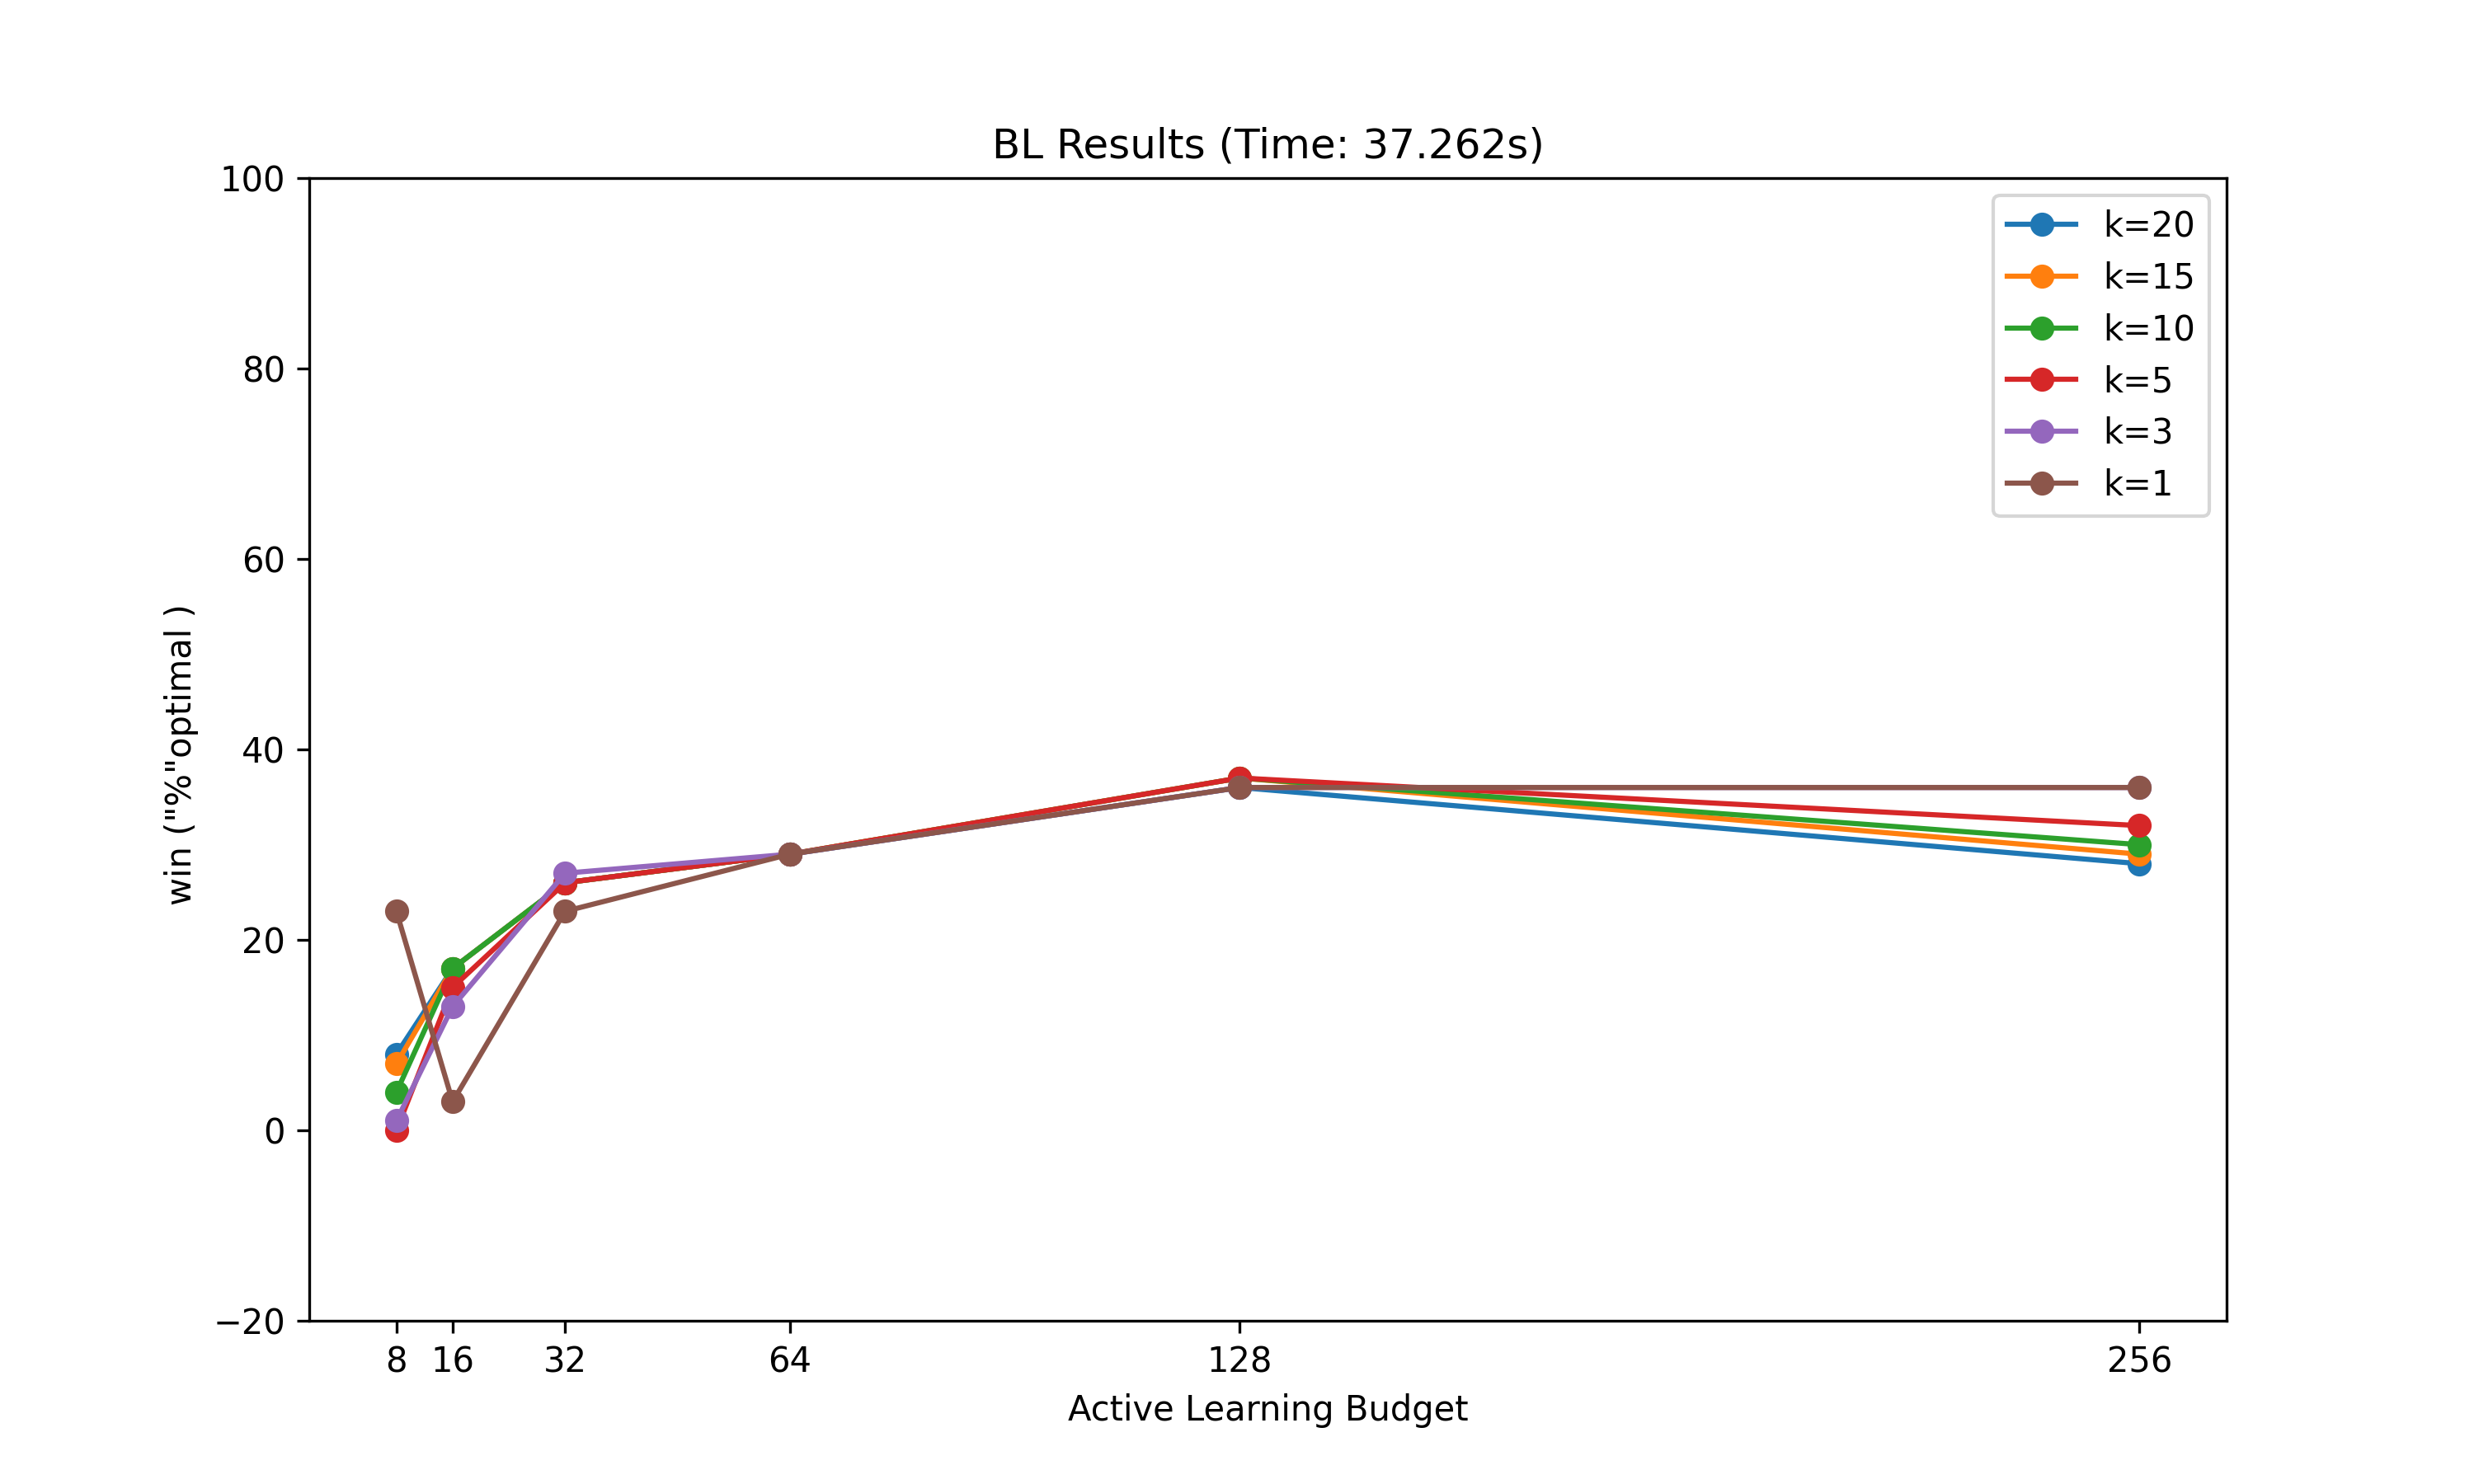 BL Results (Time: 37.262s)
100
80
60
40
20
0
−20
win ("%"optimal )
k=20
k=15
k=10
k=5
k=3
k=1
8 16 32 64 128 256
Active Learning Budget